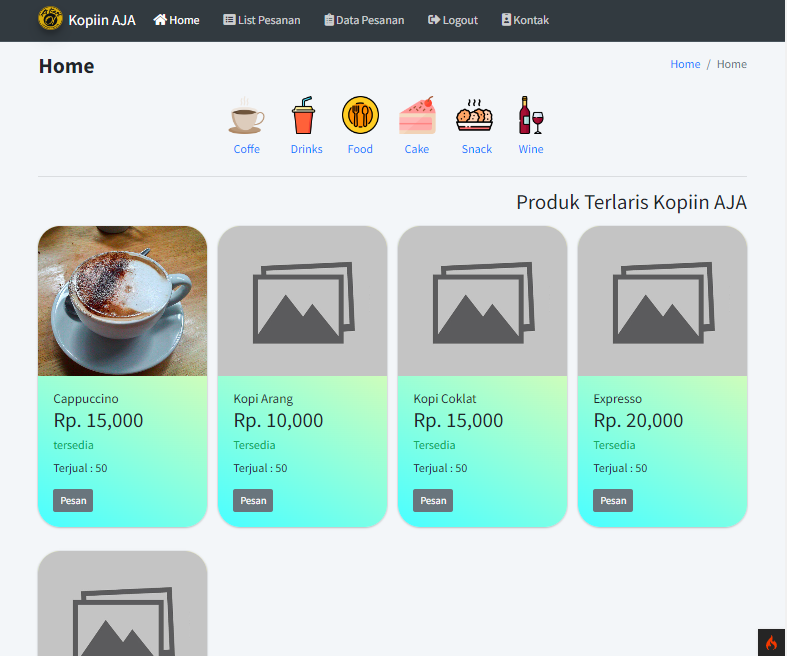 Kopiin AJA Home List Pesanan Data Pesanan Logout Kontak
Home
Home / Home
Coffe Drinks Food Cake Snack Wine
Produk Terlaris Kopiin AJA
Cappuccino
Rp. 15,000
tersedia
Terjual : 50
Pesan
Kopi Arang
Rp. 10,000
Tersedia
Terjual : 50
Pesan
Kopi Coklat
Rp. 15,000
Tersedia
Terjual : 50
Pesan
Expresso
Rp. 20,000
Tersedia
Terjual : 50
Pesan